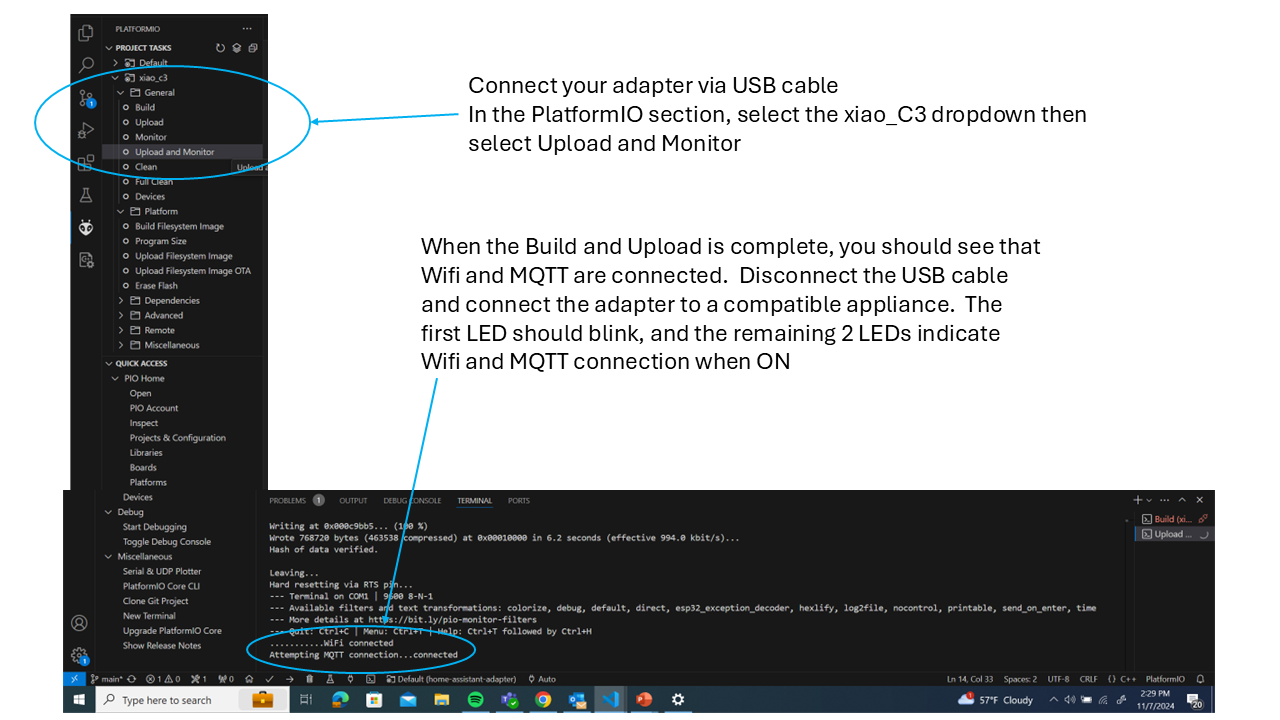 PLATFORMIO
PROJECT TASKS
Default
xiao_c3
General
Build
Upload
Monitor
Upload and Monitor
Clean
Upload a
Full Clean
Devices
Platform
Build Filesystem Image
Program Size
Upload Filesystem Image
Upload Filesystem Image OTA
Erase Flash
Dependencies
Advanced
Remote
Miscellaneous
QUICK ACCESS
PIO Home
Open
PIO Account
Inspect
Projects & Configuration
Libraries
Boards
Platforms
Devices
Debug
Start Debugging
Toggle Debug Console
Miscellaneous
Serial & UDP Plotter
PlatformIO Core CLI
Clone Git Project
New Terminal
Upgrade PlatformIO Core
Show Release Notes
1
1
Connect your adapter via USB cable
In the PlatformIO section, select the xiao_C3 dropdown then
select Upload and Monitor
When the Build and Upload is complete, you should see that
Wifi and MQTT are connected.  Disconnect the USB cable
and connect the adapter to a compatible appliance.  The
first LED should blink, and the remaining 2 LEDs indicate
Wifi and MQTT connection when ON
PROBLEMS 1 OUTPUT DEBUG CONSOLE TERMINAL PORTS
Writing at 0x000c9bb5... (100 %)
Wrote 768720 bytes (463538 compressed) at 0x00010000 in 6.2 seconds (effective 994.0 kbit/s)...
Hash of data verified.
Leaving...
Hard resetting via RTS pin...
--- Terminal on COM1 | 9600 8-N-1
--- Available filters and text transformations: colorize, debug, default, direct, esp32_exception_decoder, hexlify, log2file, nocontrol, printable, send_on_enter, time
--- More details at https://bit.ly/pio-monitor-filters
--- Quit: Ctrl+C | Menu: Ctrl+T | Help: Ctrl+T followed by Ctrl+H
...........WiFi connected
Attempting MQTT connection...connected
Build (xi...
Upload ...
main* 1 0 1 0 Default (home-assistant-adapter) Auto Ln 14, Col 33 Spaces: 2 UTF-8 CRLF {} C++ PlatformIO
Type here to search 1 57°F Cloudy 2:29 PM
11/7/2024
20